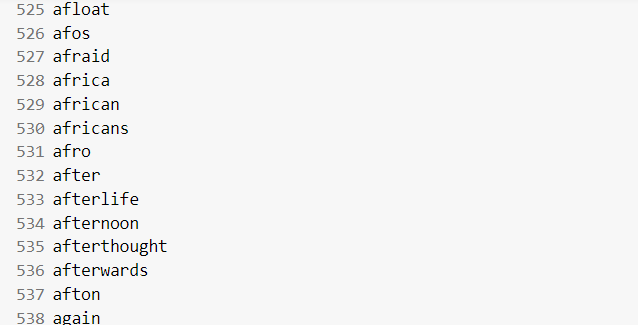 525 afloat
526 afos
527 afraid
528 africa
529 african
530 africans
531 afro
532 after
533 afterlife
534 afternoon
535 afterthought
536 afterwards
537 afton
538 again